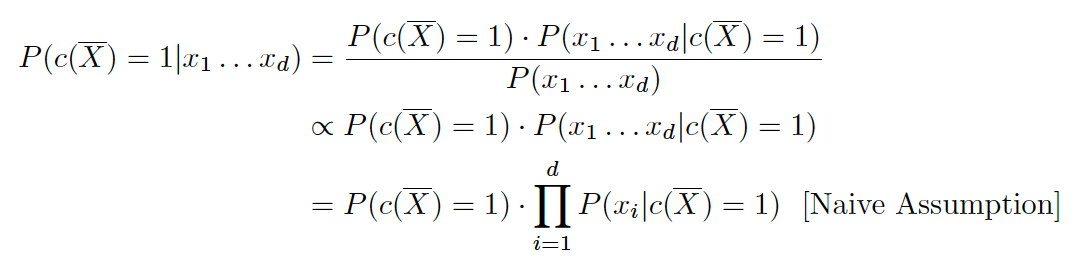 P(c(X̅) = 1|x₁ … x_d) = \frac{P(c(X̅) = 1) · P(x₁ … x_d|c(X̅) = 1)}{P(x₁ … x_d)}
∝ P(c(X̅) = 1) · P(x₁ … x_d|c(X̅) = 1)
= P(c(X̅) = 1) · ∏_{i=1}^{d} P(x_i|c(X̅) = 1) [Naive Assumption]